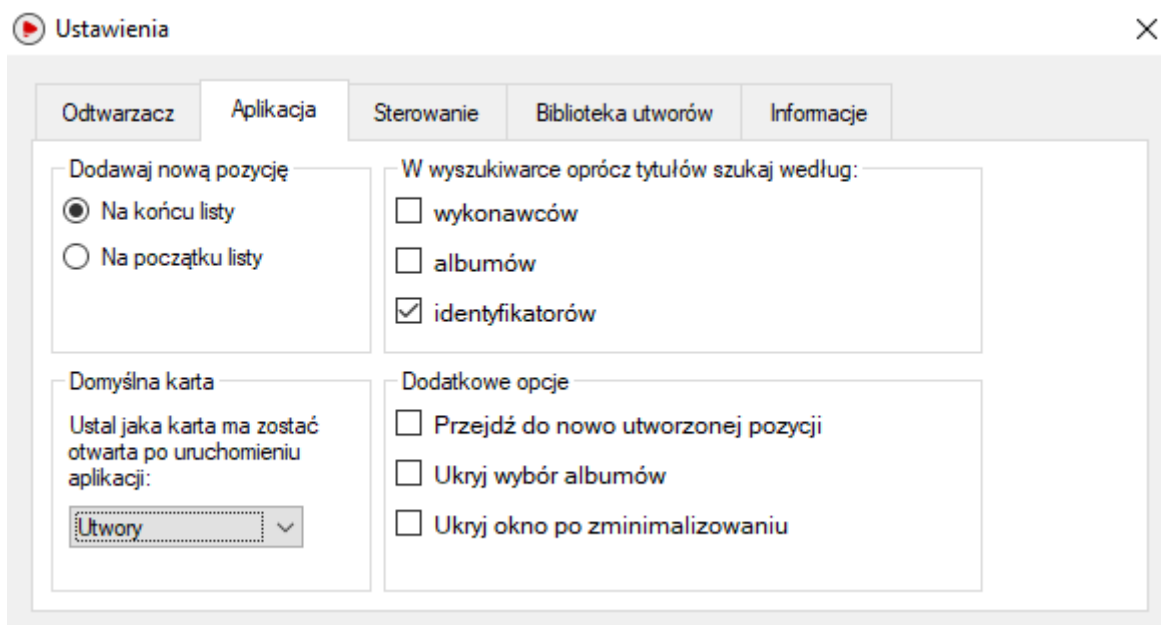 Ustawienia
Odtwarzacz Aplikacja Sterowanie Biblioteka utworów Informacje
Dodawaj nową pozycję
Na końcu listy
Na początku listy
W wyszukiwarce oprócz tytułów szukaj według:
wykonawców
albumów
identyfikatorów
Domyślna karta
Ustal jaka karta ma zostać
otwarta po uruchomieniu
aplikacji:
Utwory
Dodatkowe opcje
Przejdź do nowo utworzonej pozycji
Ukryj wybór albumów
Ukryj okno po zminimalizowaniu